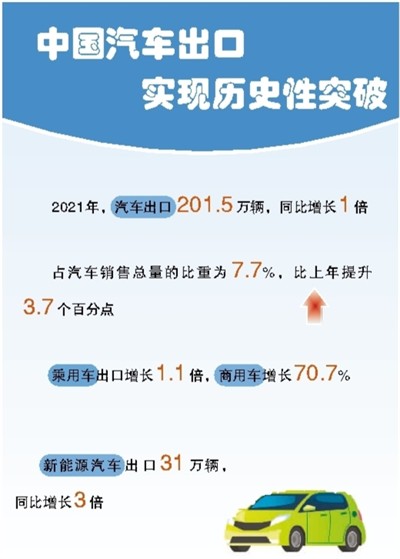 中国汽车出口
实现历史性突破
2021年，汽车出口201.5万辆，同比增长1倍
占汽车销售总量的比重为7.7%，比上年提升
3.7个百分点
乘用车出口增长1.1倍，商用车增长70.7%
新能源汽车出口31万辆，
同比增长3倍